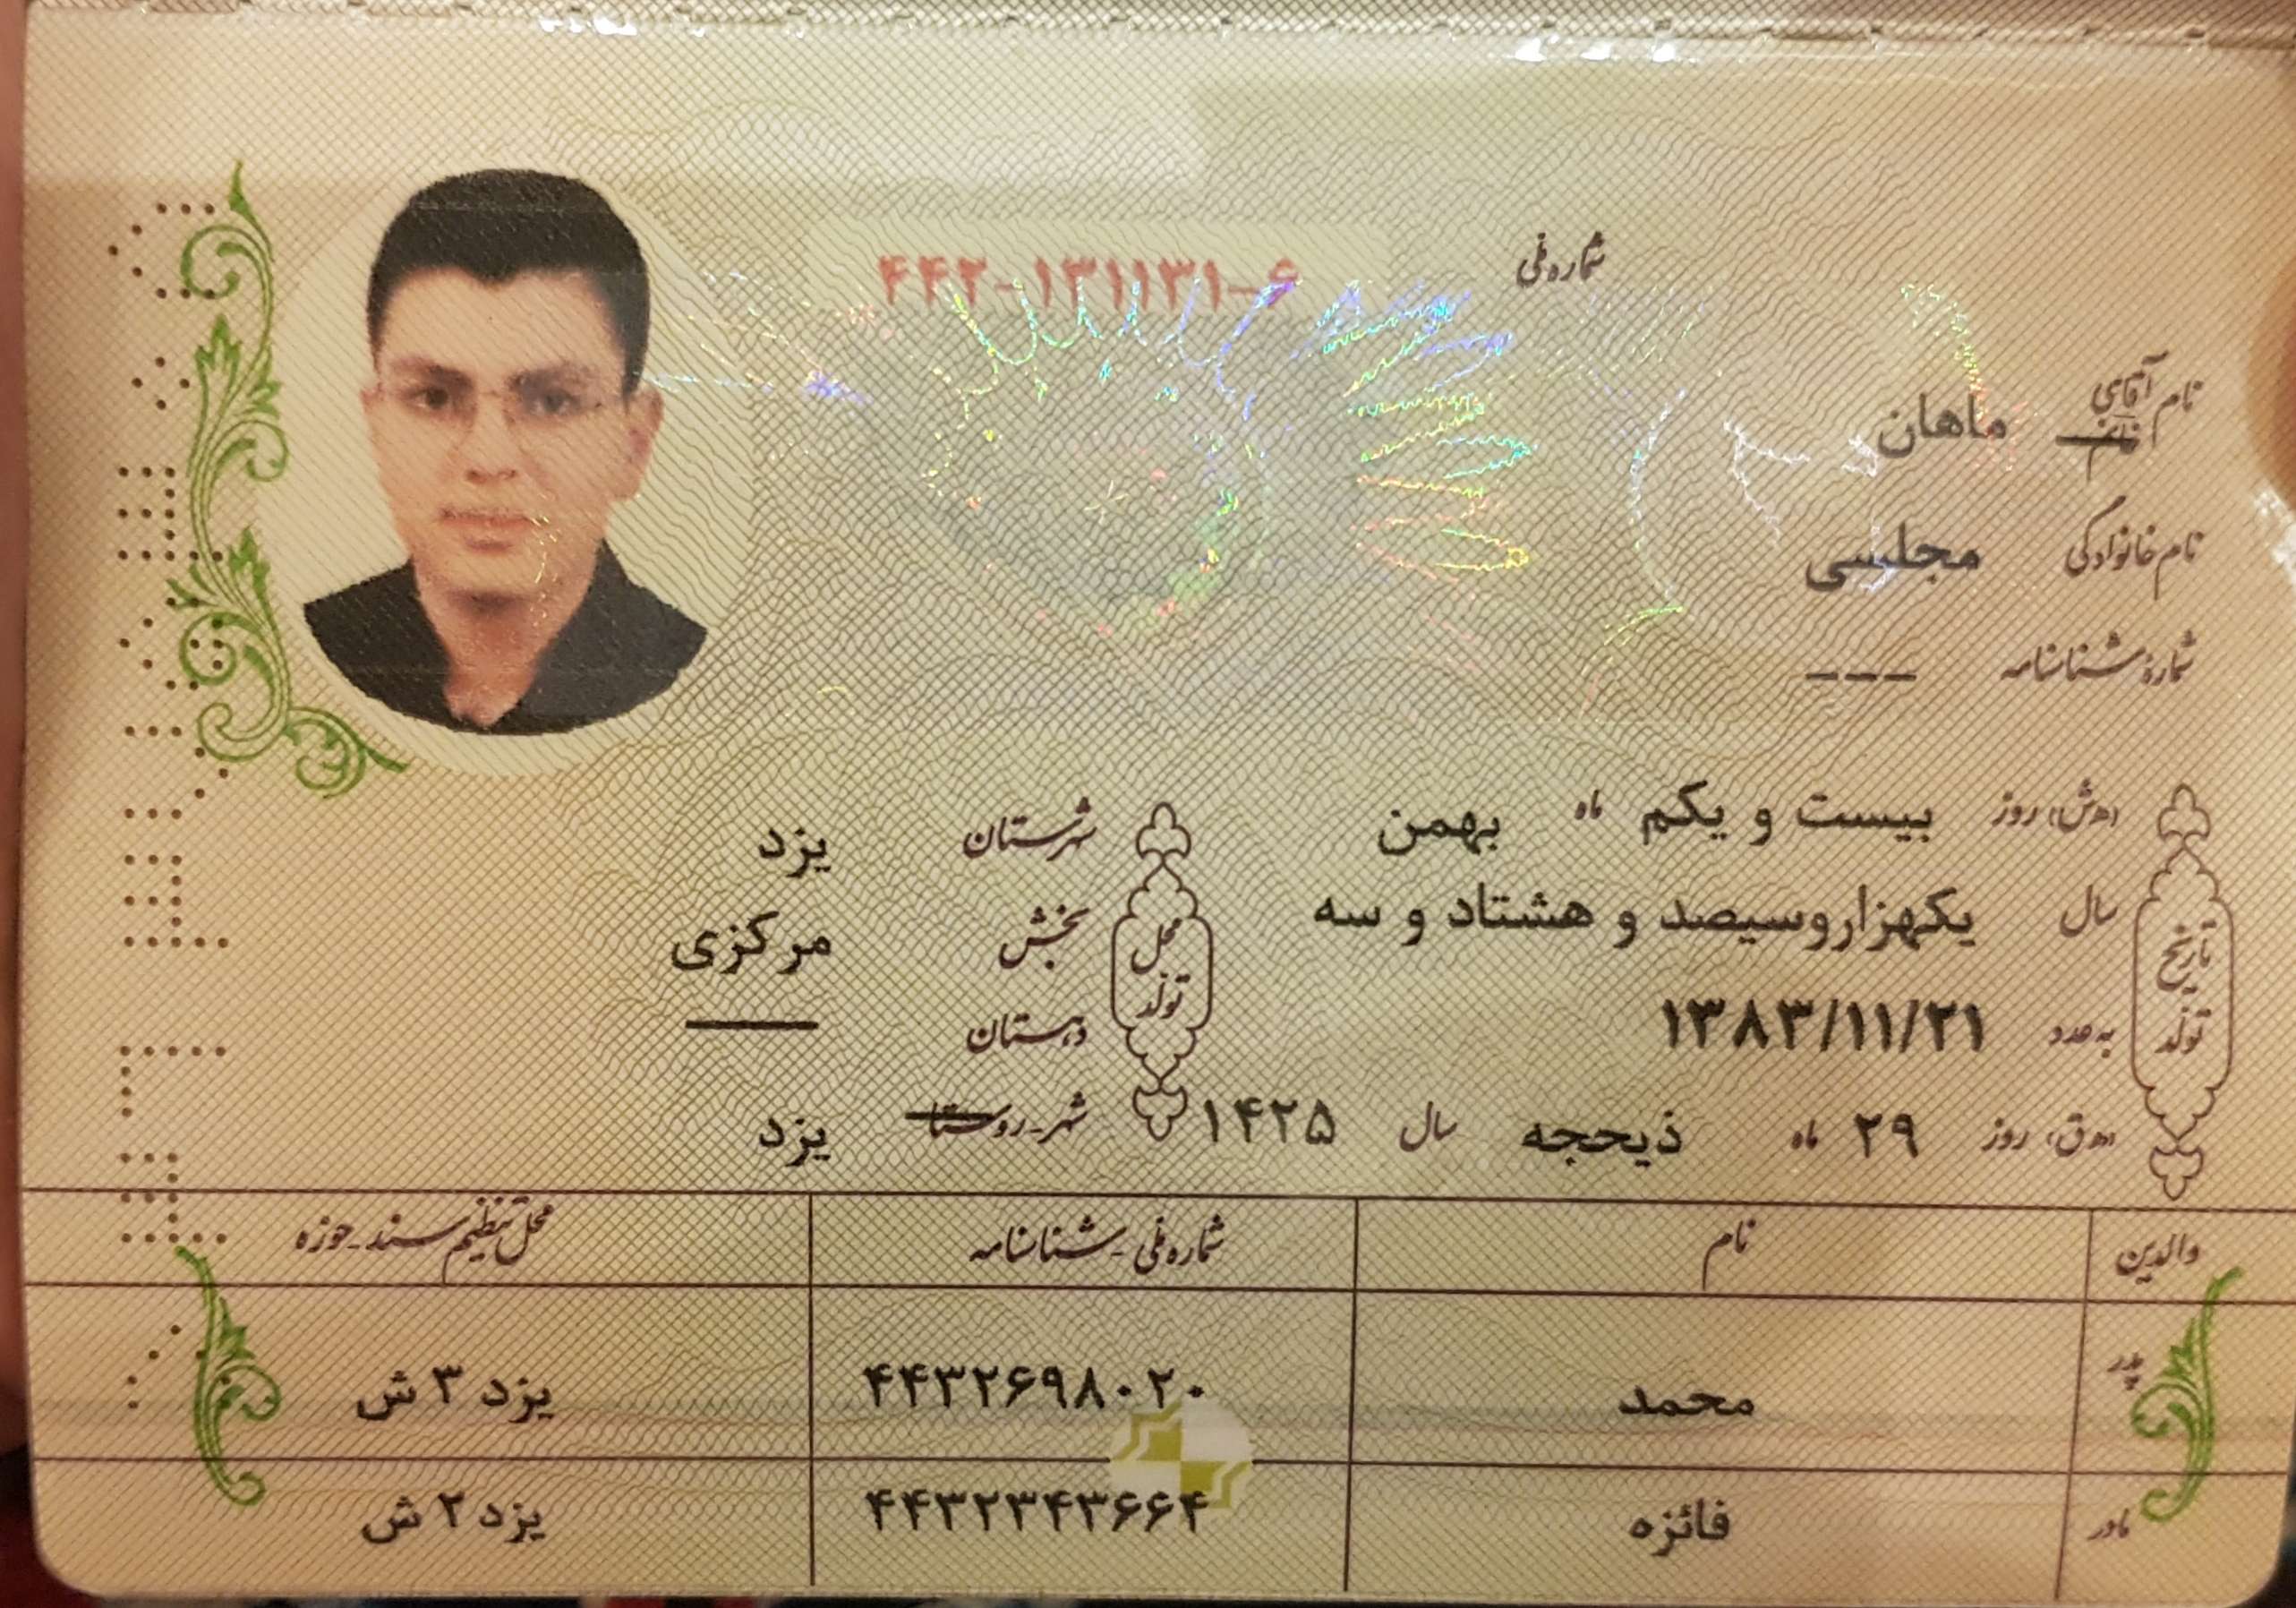 شماره ملی ۴۴۲-۱۳۱۱۳۱-۶
نام آقای خانم ماهان
نام خانوادگی مجلسی
شمارهٔ شناسنامه ---
تاریخ تولد
(ه‍.ش) روز بیست و یکم ماه بهمن
سال یکهزاروسیصد و هشتاد و سه
به عدد ۱۳۸۳/۱۱/۲۱
(ه‍.ق) روز ۲۹ ماه ذیحجه سال ۱۴۲۵
محل تولد
شهرستان یزد
بخش مرکزی
دهستان ——
شهر-روستا یزد
والدین نام شماره ملی-شناسنامه محل تنظیم سند-حوزه
پدر محمد ۴۴۳۲۶۹۸۰۲۰ یزد ۳ ش
مادر فائزه ۴۴۳۲۳۴۳۶۶۴ یزد ۲ ش